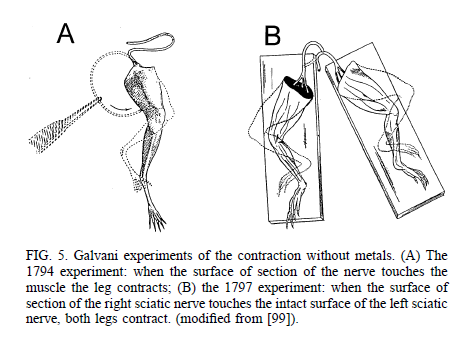 A
B
FIG. 5. Galvani experiments of the contraction without metals. (A) The
1794 experiment: when the surface of section of the nerve touches the
muscle the leg contracts; (B) the 1797 experiment: when the surface of
section of the right sciatic nerve touches the intact surface of the left sciatic
nerve, both legs contract. (modified from [99]).